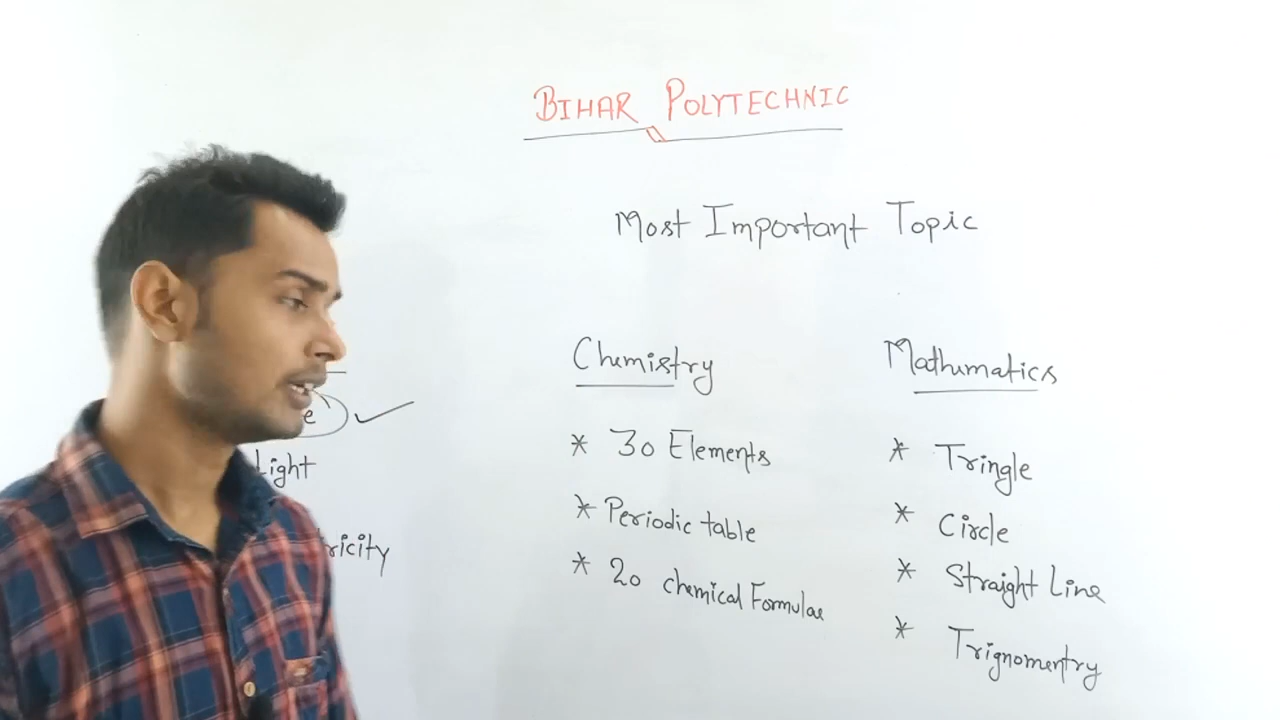 BIHAR POLYTECHNIC
Most Important Topic
Light
Chemistry
* 30 Elements
* Periodic table
* 20 chemical Formulae
Mathematics
* Tringle
* Circle
* Straight Line
* Trignomentry